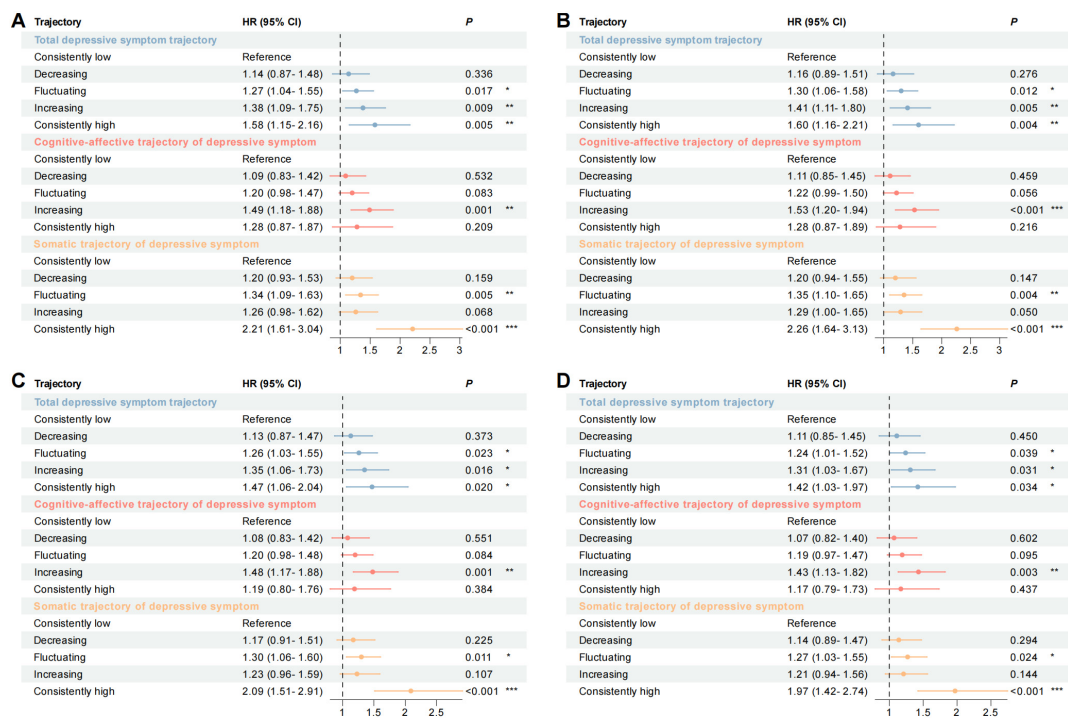 A
Trajectory HR (95% CI) P
Total depressive symptom trajectory
Consistently low Reference
Decreasing 1.14 (0.87- 1.48) 0.336
Fluctuating 1.27 (1.04- 1.55) 0.017 *
Increasing 1.38 (1.09- 1.75) 0.009 **
Consistently high 1.58 (1.15- 2.16) 0.005 **
Cognitive-affective trajectory of depressive symptom
Consistently low Reference
Decreasing 1.09 (0.83- 1.42) 0.532
Fluctuating 1.20 (0.98- 1.47) 0.083
Increasing 1.49 (1.18- 1.88) 0.001 **
Consistently high 1.28 (0.87- 1.87) 0.209
Somatic trajectory of depressive symptom
Consistently low Reference
Decreasing 1.20 (0.93- 1.53) 0.159
Fluctuating 1.34 (1.09- 1.63) 0.005 **
Increasing 1.26 (0.98- 1.62) 0.068
Consistently high 2.21 (1.61- 3.04) <0.001 ***
1 1.5 2 2.5 3
B
Trajectory HR (95% CI) P
Total depressive symptom trajectory
Consistently low Reference
Decreasing 1.16 (0.89- 1.51) 0.276
Fluctuating 1.30 (1.06- 1.58) 0.012 *
Increasing 1.41 (1.11- 1.80) 0.005 **
Consistently high 1.60 (1.16- 2.21) 0.004 **
Cognitive-affective trajectory of depressive symptom
Consistently low Reference
Decreasing 1.11 (0.85- 1.45) 0.459
Fluctuating 1.22 (0.99- 1.50) 0.056
Increasing 1.53 (1.20- 1.94) <0.001 ***
Consistently high 1.28 (0.87- 1.89) 0.216
Somatic trajectory of depressive symptom
Consistently low Reference
Decreasing 1.20 (0.94- 1.55) 0.147
Fluctuating 1.35 (1.10- 1.65) 0.004 **
Increasing 1.29 (1.00- 1.65) 0.050
Consistently high 2.26 (1.64- 3.13) <0.001 ***
1 1.5 2 2.5 3
C
Trajectory HR (95% CI) P
Total depressive symptom trajectory
Consistently low Reference
Decreasing 1.13 (0.87- 1.47) 0.373
Fluctuating 1.26 (1.03- 1.55) 0.023 *
Increasing 1.35 (1.06- 1.73) 0.016 *
Consistently high 1.47 (1.06- 2.04) 0.020 *
Cognitive-affective trajectory of depressive symptom
Consistently low Reference
Decreasing 1.08 (0.83- 1.42) 0.551
Fluctuating 1.20 (0.98- 1.48) 0.084
Increasing 1.48 (1.17- 1.88) 0.001 **
Consistently high 1.19 (0.80- 1.76) 0.384
Somatic trajectory of depressive symptom
Consistently low Reference
Decreasing 1.17 (0.91- 1.51) 0.225
Fluctuating 1.30 (1.06- 1.60) 0.011 *
Increasing 1.23 (0.96- 1.59) 0.107
Consistently high 2.09 (1.51- 2.91) <0.001 ***
1 1.5 2 2.5
D
Trajectory HR (95% CI) P
Total depressive symptom trajectory
Consistently low Reference
Decreasing 1.11 (0.85- 1.45) 0.450
Fluctuating 1.24 (1.01- 1.52) 0.039 *
Increasing 1.31 (1.03- 1.67) 0.031 *
Consistently high 1.42 (1.03- 1.97) 0.034 *
Cognitive-affective trajectory of depressive symptom
Consistently low Reference
Decreasing 1.07 (0.82- 1.40) 0.602
Fluctuating 1.19 (0.97- 1.47) 0.095
Increasing 1.43 (1.13- 1.82) 0.003 **
Consistently high 1.17 (0.79- 1.73) 0.437
Somatic trajectory of depressive symptom
Consistently low Reference
Decreasing 1.14 (0.89- 1.47) 0.294
Fluctuating 1.27 (1.03- 1.55) 0.024 *
Increasing 1.21 (0.94- 1.56) 0.144
Consistently high 1.97 (1.42- 2.74) <0.001 ***
1 1.5 2 2.5